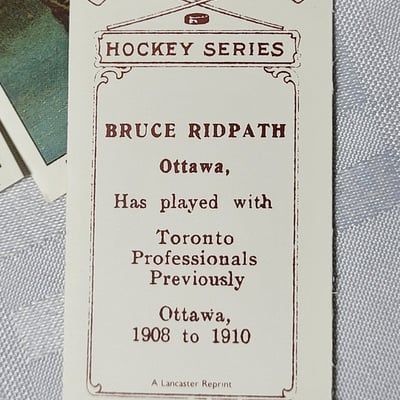 HOCKEY SERIES
BRUCE RIDPATH
Ottawa,
Has played with
Toronto
Professionals
Previously
Ottawa,
1908 to 1910
A Lancaster Reprint